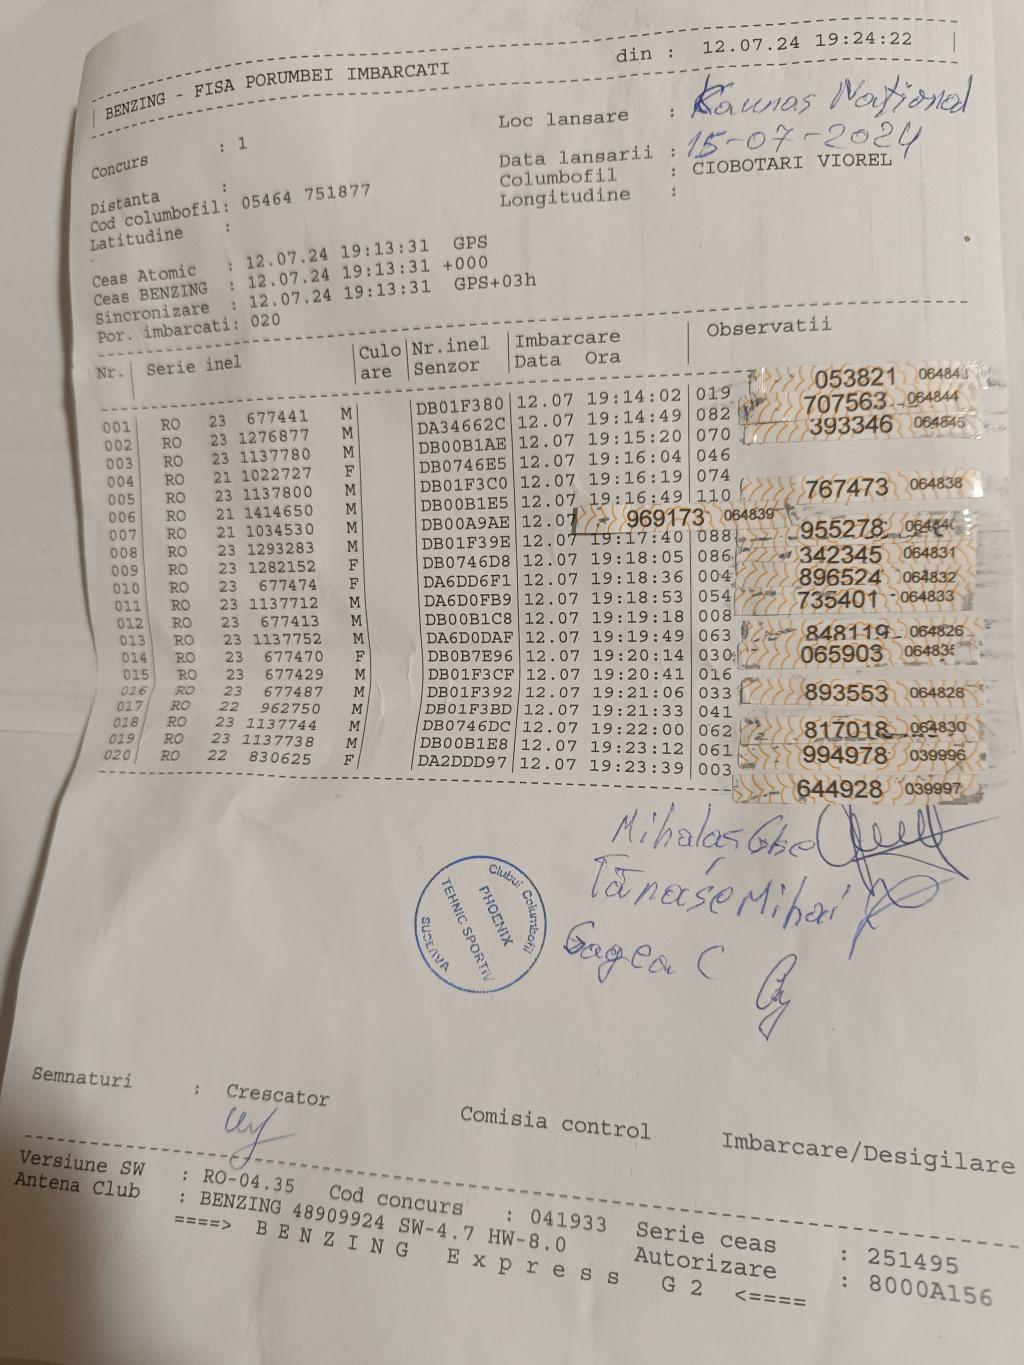 BENZING - FISA PORUMBEI IMBARCATI din : 12.07.24 19:24:22
Concurs : 1 Loc lansare : Kaunas Național
Distanta : Data lansarii : 15-07-2024
Cod columbofil: 05464 751877 Columbofil : CIOBOTARI VIOREL
Latitudine : Longitudine :
Ceas Atomic : 12.07.24 19:13:31 GPS
Ceas BENZING : 12.07.24 19:13:31 +000
Sincronizare : 12.07.24 19:13:31 GPS+03h
Por. imbarcati: 020
Nr. Serie inel Culo Nr.inel Imbarcare Observatii
are Senzor Data Ora
001 RO 23 677441 M DB01F380 12.07 19:14:02 019 053821 064843
002 RO 23 1276877 M DA34662C 12.07 19:14:49 082 707563 064844
003 RO 23 1137780 M DB00B1AE 12.07 19:15:20 070 393346 064845
004 RO 21 1022727 F DB0746E5 12.07 19:16:04 046
005 RO 23 1137800 M DB01F3C0 12.07 19:16:19 074
006 RO 21 1414650 M DB00B1E5 12.07 19:16:49 110 767473 064838
007 RO 21 1034530 M DB00A9AE 12.07 969173 064839
008 RO 23 1293283 M DB01F39E 12.07 19:17:40 088 955278
009 RO 23 1282152 F DB0746D8 12.07 19:18:05 086 342345 064831
010 RO 23 677474 F DA6DD6F1 12.07 19:18:36 004 896524 064832
011 RO 23 1137712 M DA6D0FB9 12.07 19:18:53 054 735401 064833
012 RO 23 677413 M DB00B1C8 12.07 19:19:18 008
013 RO 23 1137752 M DA6D0DAF 12.07 19:19:49 063 848119 064826
014 RO 23 677470 F DB0B7E96 12.07 19:20:14 030 065903
015 RO 23 677429 M DB01F3CF 12.07 19:20:41 016
016 RO 23 677487 M DB01F392 12.07 19:21:06 033 893553 064828
017 RO 22 962750 M DB01F3BD 12.07 19:21:33 041
018 RO 23 1137744 M DB0746DC 12.07 19:22:00 062 817018 064830
019 RO 23 1137738 M DB00B1E8 12.07 19:23:12 061 994978 039996
020 RO 22 830625 F DA2DDD97 12.07 19:23:39 003 644928 039997
Mihalaș
Tănase Mihai
Gagea C
Clubul Columbofil
PHOENIX
TEHNIC SPORTIV
SUCEAVA
Semnaturi : Crescator Comisia control Imbarcare/Desigilare
Versiune SW : RO-04.35 Cod concurs : 041933 Serie ceas : 251495
Antena Club : BENZING 48909924 SW-4.7 HW-8.0 Autorizare : 8000A156
====> B E N Z I N G E x p r e s s G 2 <====